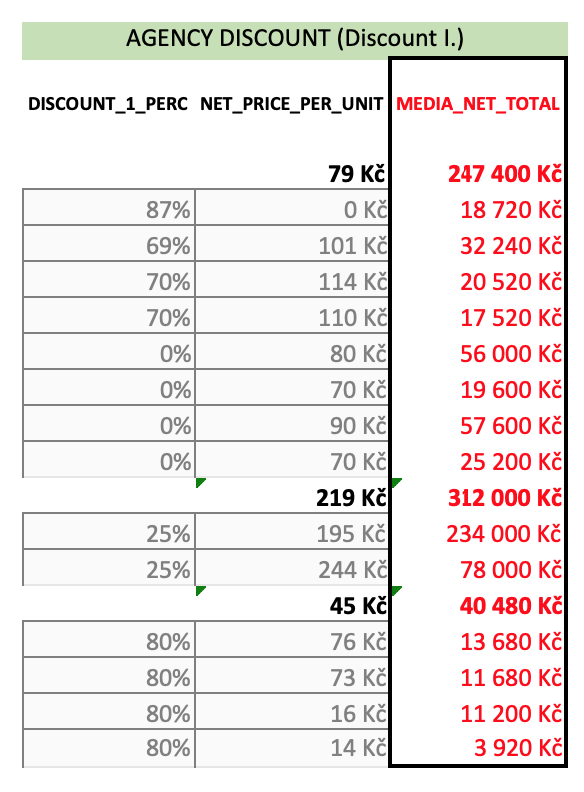 AGENCY DISCOUNT (Discount I.)
DISCOUNT_1_PERC NET_PRICE_PER_UNIT MEDIA_NET_TOTAL
79 Kč 247 400 Kč
87% 0 Kč 18 720 Kč
69% 101 Kč 32 240 Kč
70% 114 Kč 20 520 Kč
70% 110 Kč 17 520 Kč
0% 80 Kč 56 000 Kč
0% 70 Kč 19 600 Kč
0% 90 Kč 57 600 Kč
0% 70 Kč 25 200 Kč
219 Kč 312 000 Kč
25% 195 Kč 234 000 Kč
25% 244 Kč 78 000 Kč
45 Kč 40 480 Kč
80% 76 Kč 13 680 Kč
80% 73 Kč 11 680 Kč
80% 16 Kč 11 200 Kč
80% 14 Kč 3 920 Kč